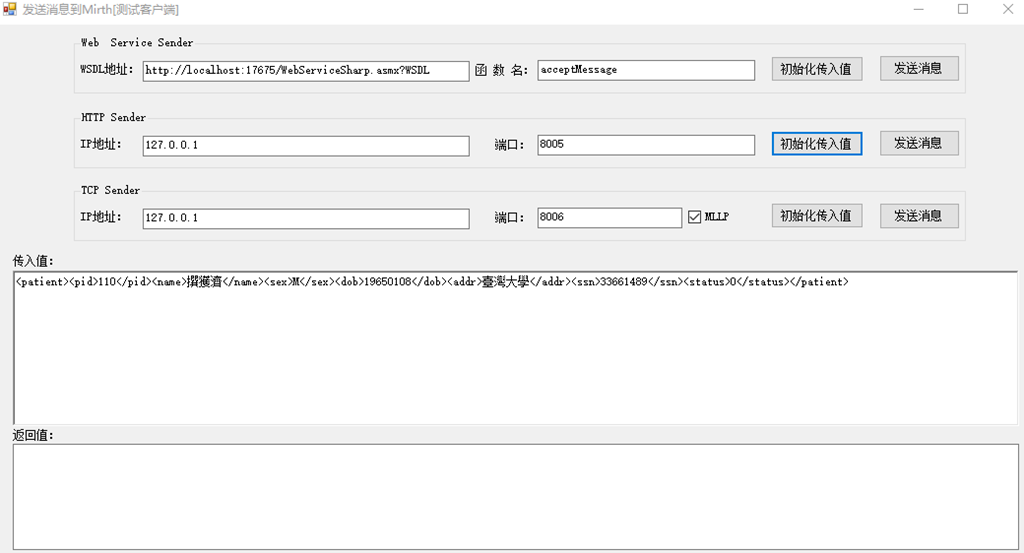 发送消息到Mirth[测试客户端]
Web Service Sender
WSDL地址: http://localhost:17675/WebServiceSharp.asmx?WSDL 函 数 名: acceptMessage 初始化传入值 发送消息
HTTP Sender
IP地址: 127.0.0.1 端口: 8005 初始化传入值 发送消息
TCP Sender
IP地址: 127.0.0.1 端口: 8006 MLLP 初始化传入值 发送消息
传入值:
<patient><pid>110</pid><name>撰獲濟</name><sex>M</sex><dob>19650108</dob><addr>臺灣大學</addr><ssn>33661489</ssn><status>0</status></patient>
返回值: